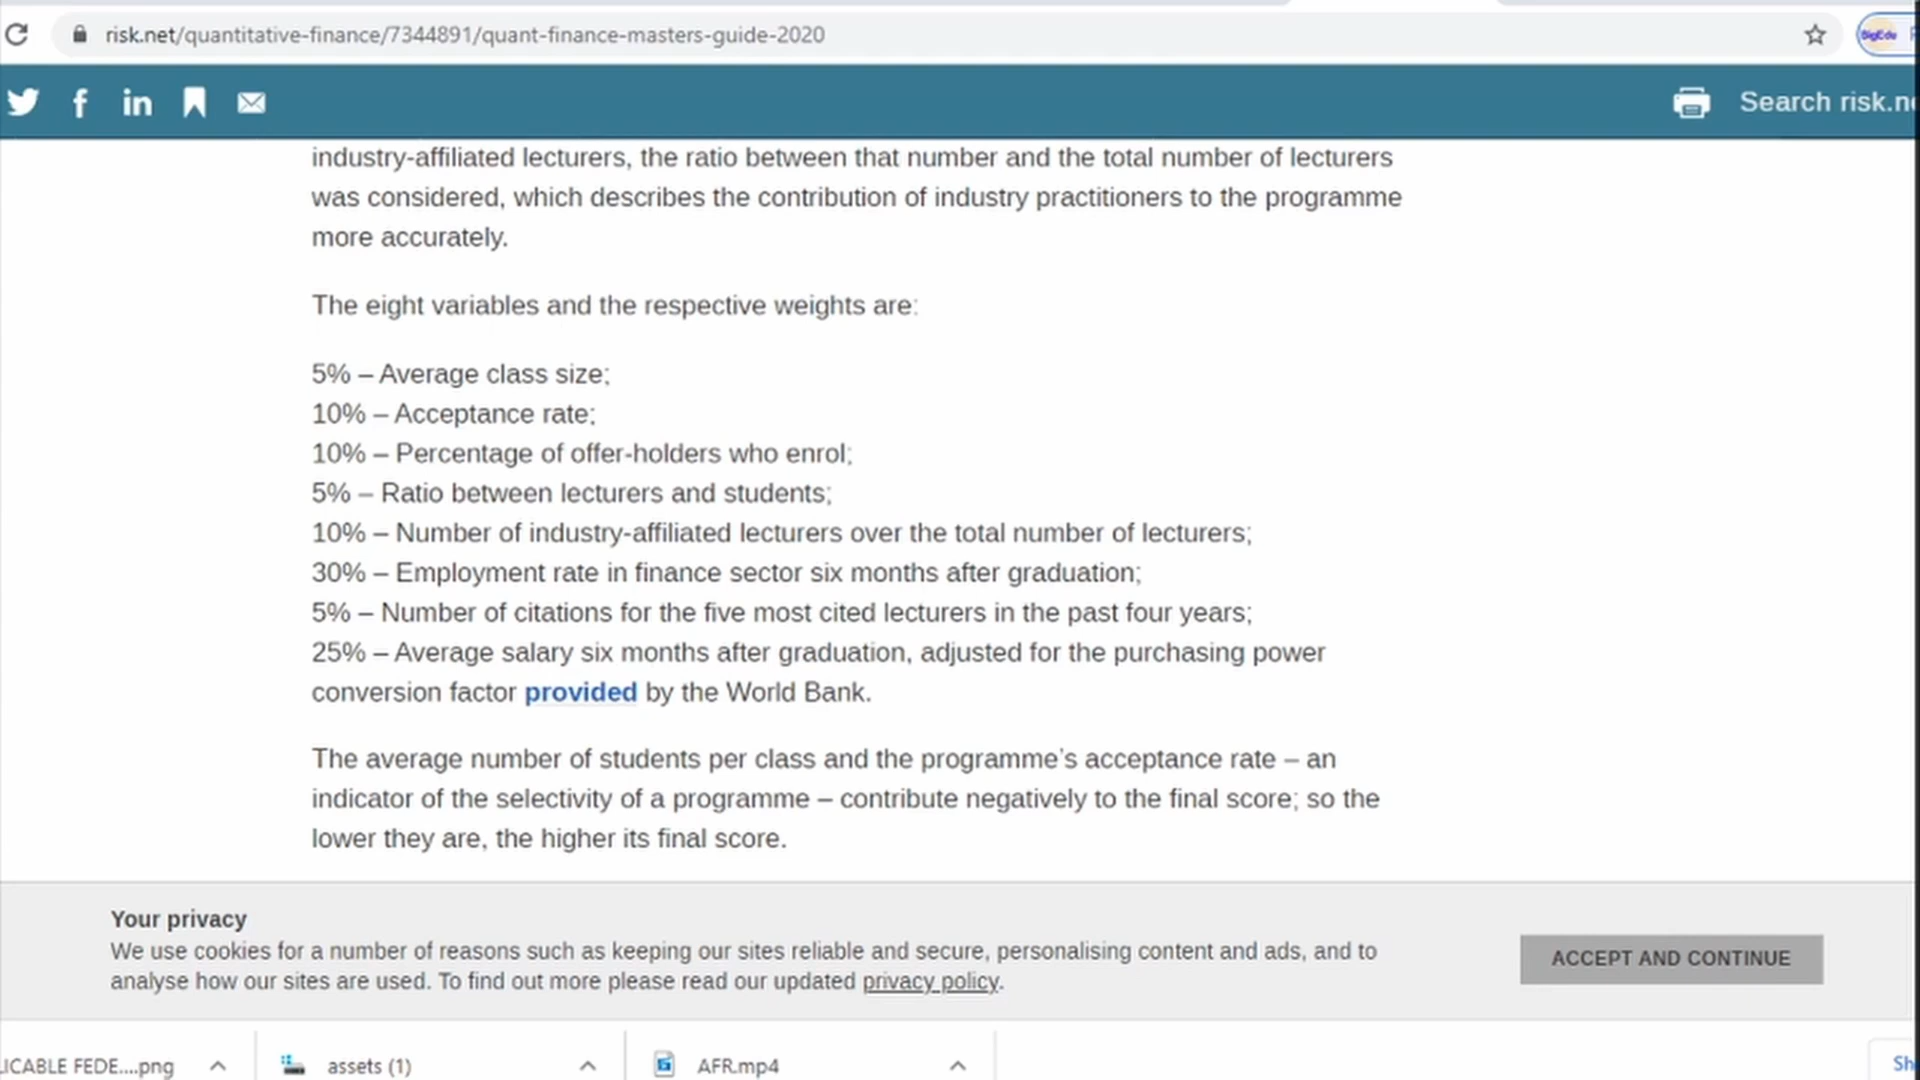 risk.net/quantitative-finance/7344891/quant-finance-masters-guide-2020
BigEdu
Search risk.ne
industry-affiliated lecturers, the ratio between that number and the total number of lecturers
was considered, which describes the contribution of industry practitioners to the programme
more accurately.
The eight variables and the respective weights are:
5% – Average class size;
10% – Acceptance rate;
10% – Percentage of offer-holders who enrol;
5% – Ratio between lecturers and students;
10% – Number of industry-affiliated lecturers over the total number of lecturers;
30% – Employment rate in finance sector six months after graduation;
5% – Number of citations for the five most cited lecturers in the past four years;
25% – Average salary six months after graduation, adjusted for the purchasing power
conversion factor provided by the World Bank.
The average number of students per class and the programme’s acceptance rate – an
indicator of the selectivity of a programme – contribute negatively to the final score; so the
lower they are, the higher its final score.
Your privacy
We use cookies for a number of reasons such as keeping our sites reliable and secure, personalising content and ads, and to
analyse how our sites are used. To find out more please read our updated privacy policy.
ACCEPT AND CONTINUE
LICABLE FEDE....png
assets (1)
AFR.mp4
Sh